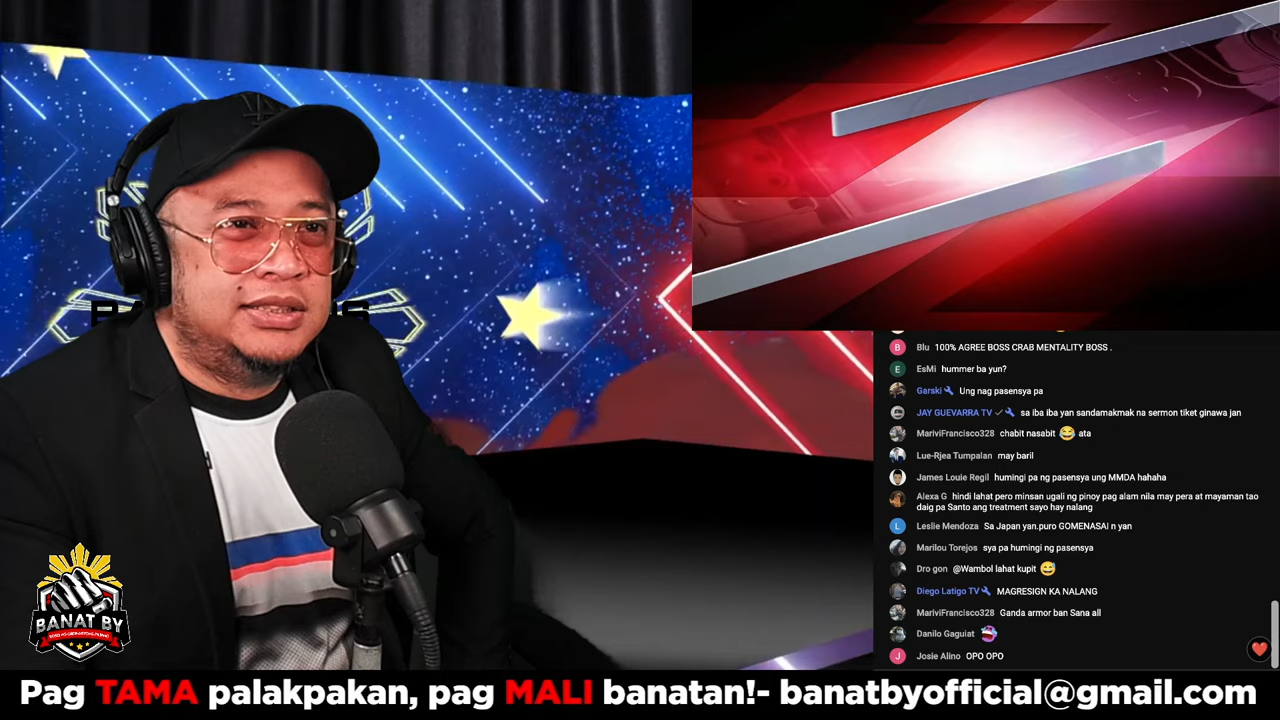 B
Blu 100% AGREE BOSS CRAB MENTALITY BOSS .
E
EsMi hummer ba yun?
Garski Ung nag pasensya pa
JAY GUEVARRA TV sa iba iba yan sandamakmak na sermon tiket ginawa jan
MariviFrancisco328 chabit nasabit 😂 ata
Lue-Rjea Tumpalan may baril
James Louie Regil humingi pa ng pasensya ung MMDA hahaha
Alexa G hindi lahat pero minsan ugali ng pinoy pag alam nila may pera at mayaman tao
daig pa Santo ang treatment sayo hay nalang
L
Leslie Mendoza Sa Japan yan.puro GOMENASAI n yan
Marilou Torejos sya pa humingi ng pasensya
Dro gon @Wambol lahat kupit 😅
Diego Latigo TV MAGRESIGN KA NALANG
MariviFrancisco328 Ganda armor ban Sana all
Danilo Gaguiat
J
Josie Alino OPO OPO
BANAT BY
Pag TAMA palakpakan, pag MALI banatan!- banatbyofficial@gmail.com